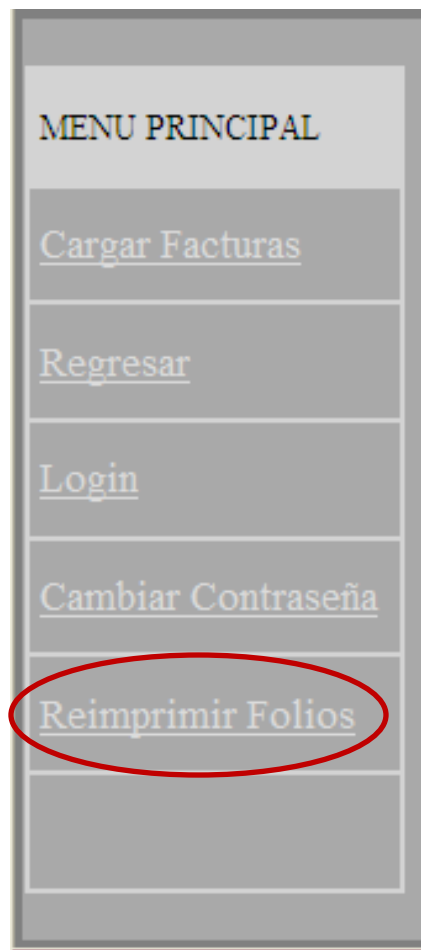 MENU PRINCIPAL
Cargar Facturas
Regresar
Login
Cambiar Contraseña
Reimprimir Folios